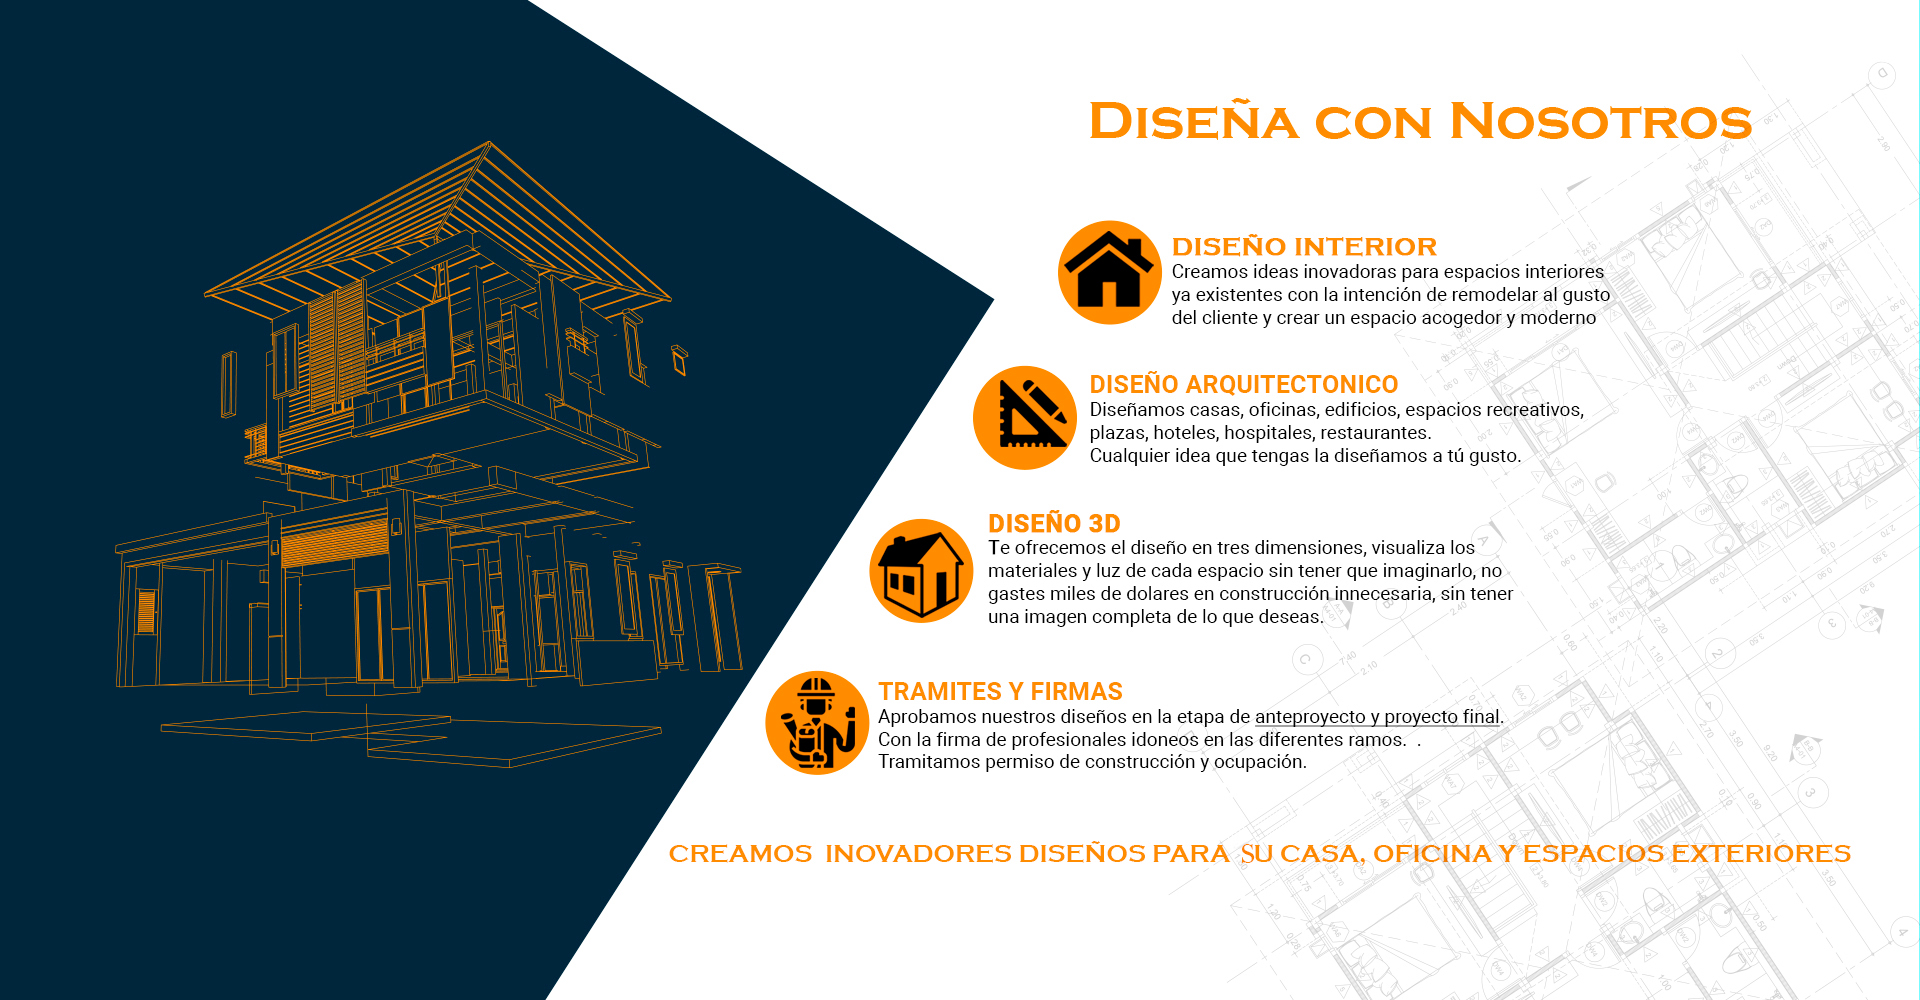 Diseña con Nosotros
DISEÑO INTERIOR
Creamos ideas inovadoras para espacios interiores
ya existentes con la intención de remodelar al gusto
del cliente y crear un espacio acogedor y moderno
DISEÑO ARQUITECTONICO
Diseñamos casas, oficinas, edificios, espacios recreativos,
plazas, hoteles, hospitales, restaurantes.
Cualquier idea que tengas la diseñamos a tú gusto.
DISEÑO 3D
Te ofrecemos el diseño en tres dimensiones, visualiza los
materiales y luz de cada espacio sin tener que imaginarlo, no
gastes miles de dolares en construcción innecesaria, sin tener
una imagen completa de lo que deseas.
TRAMITES Y FIRMAS
Aprobamos nuestros diseños en la etapa de anteproyecto y proyecto final.
Con la firma de profesionales idoneos en las diferentes ramos. .
Tramitamos permiso de construcción y ocupación.
CREAMOS INOVADORES DISEÑOS PARA SU CASA, OFICINA Y ESPACIOS EXTERIORES